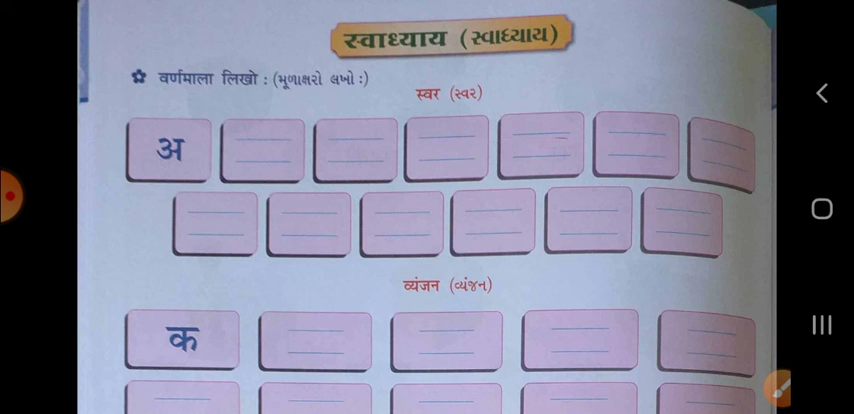 स्वाध्याय (સ્વાધ્યાય)
✽ वर्णमाला लिखो : (મૂળાક્ષરો લખો :)
स्वर (સ્વર)
अ
व्यंजन (વ્યંજન)
क